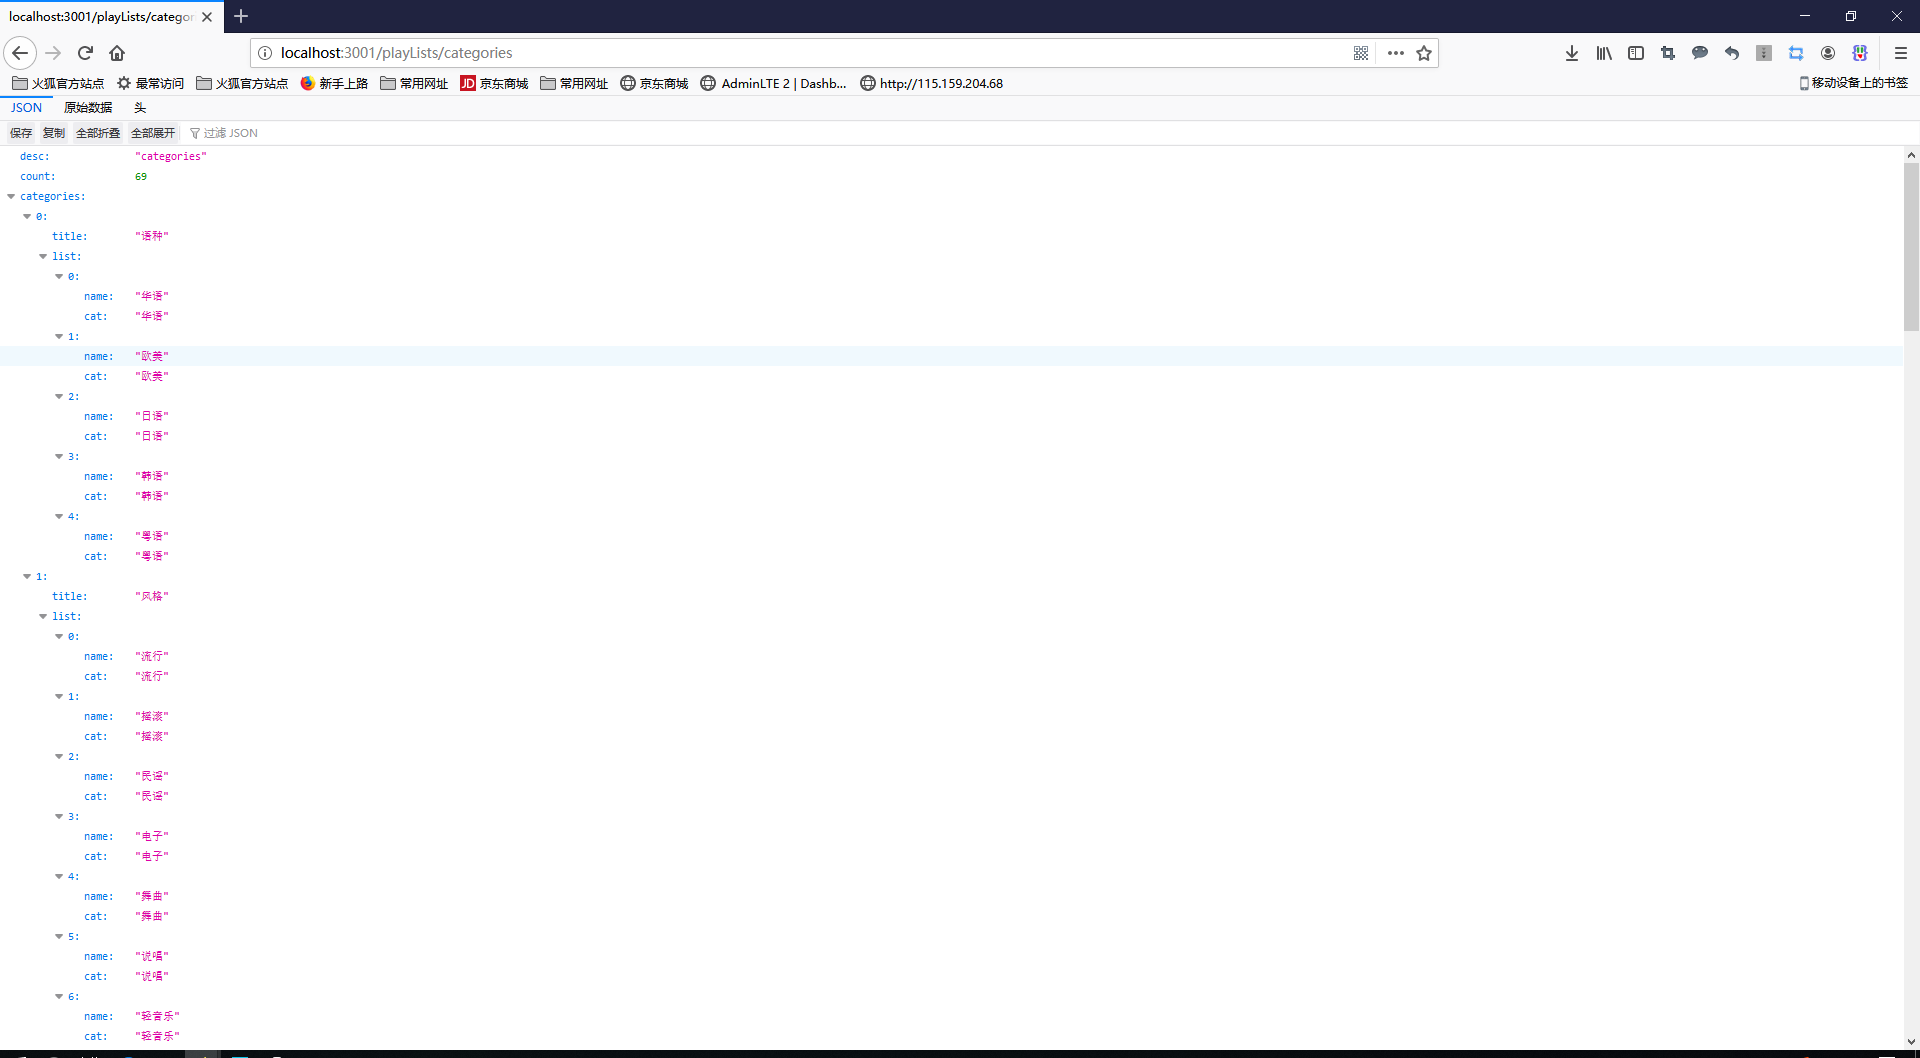 localhost:3001/playLists/categor
localhost:3001/playLists/categories
火狐官方站点 最常访问 火狐官方站点 新手上路 常用网址 JD 京东商城 常用网址 京东商城 AdminLTE 2 | Dashb... http://115.159.204.68 移动设备上的书签
JSON 原始数据 头
保存 复制 全部折叠 全部展开 过滤 JSON
desc: "categories"
count: 69
categories:
0:
title: "语种"
list:
0:
name: "华语"
cat: "华语"
1:
name: "欧美"
cat: "欧美"
2:
name: "日语"
cat: "日语"
3:
name: "韩语"
cat: "韩语"
4:
name: "粤语"
cat: "粤语"
1:
title: "风格"
list:
0:
name: "流行"
cat: "流行"
1:
name: "摇滚"
cat: "摇滚"
2:
name: "民谣"
cat: "民谣"
3:
name: "电子"
cat: "电子"
4:
name: "舞曲"
cat: "舞曲"
5:
name: "说唱"
cat: "说唱"
6:
name: "轻音乐"
cat: "轻音乐"